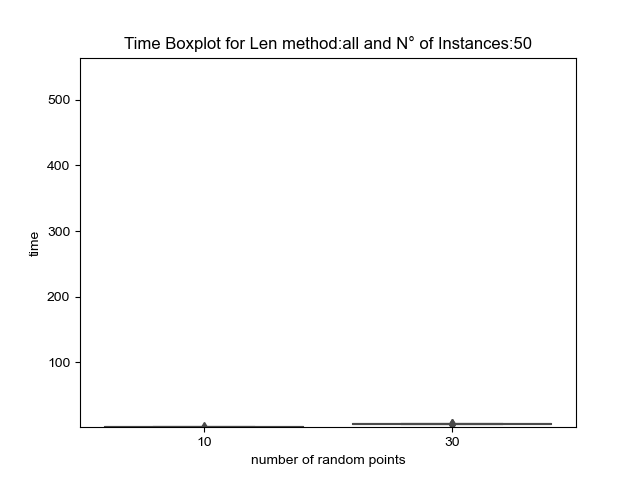 Time Boxplot for Len method:all and N° of Instances:50
500
400
300
200
100
time
10 30
number of random points